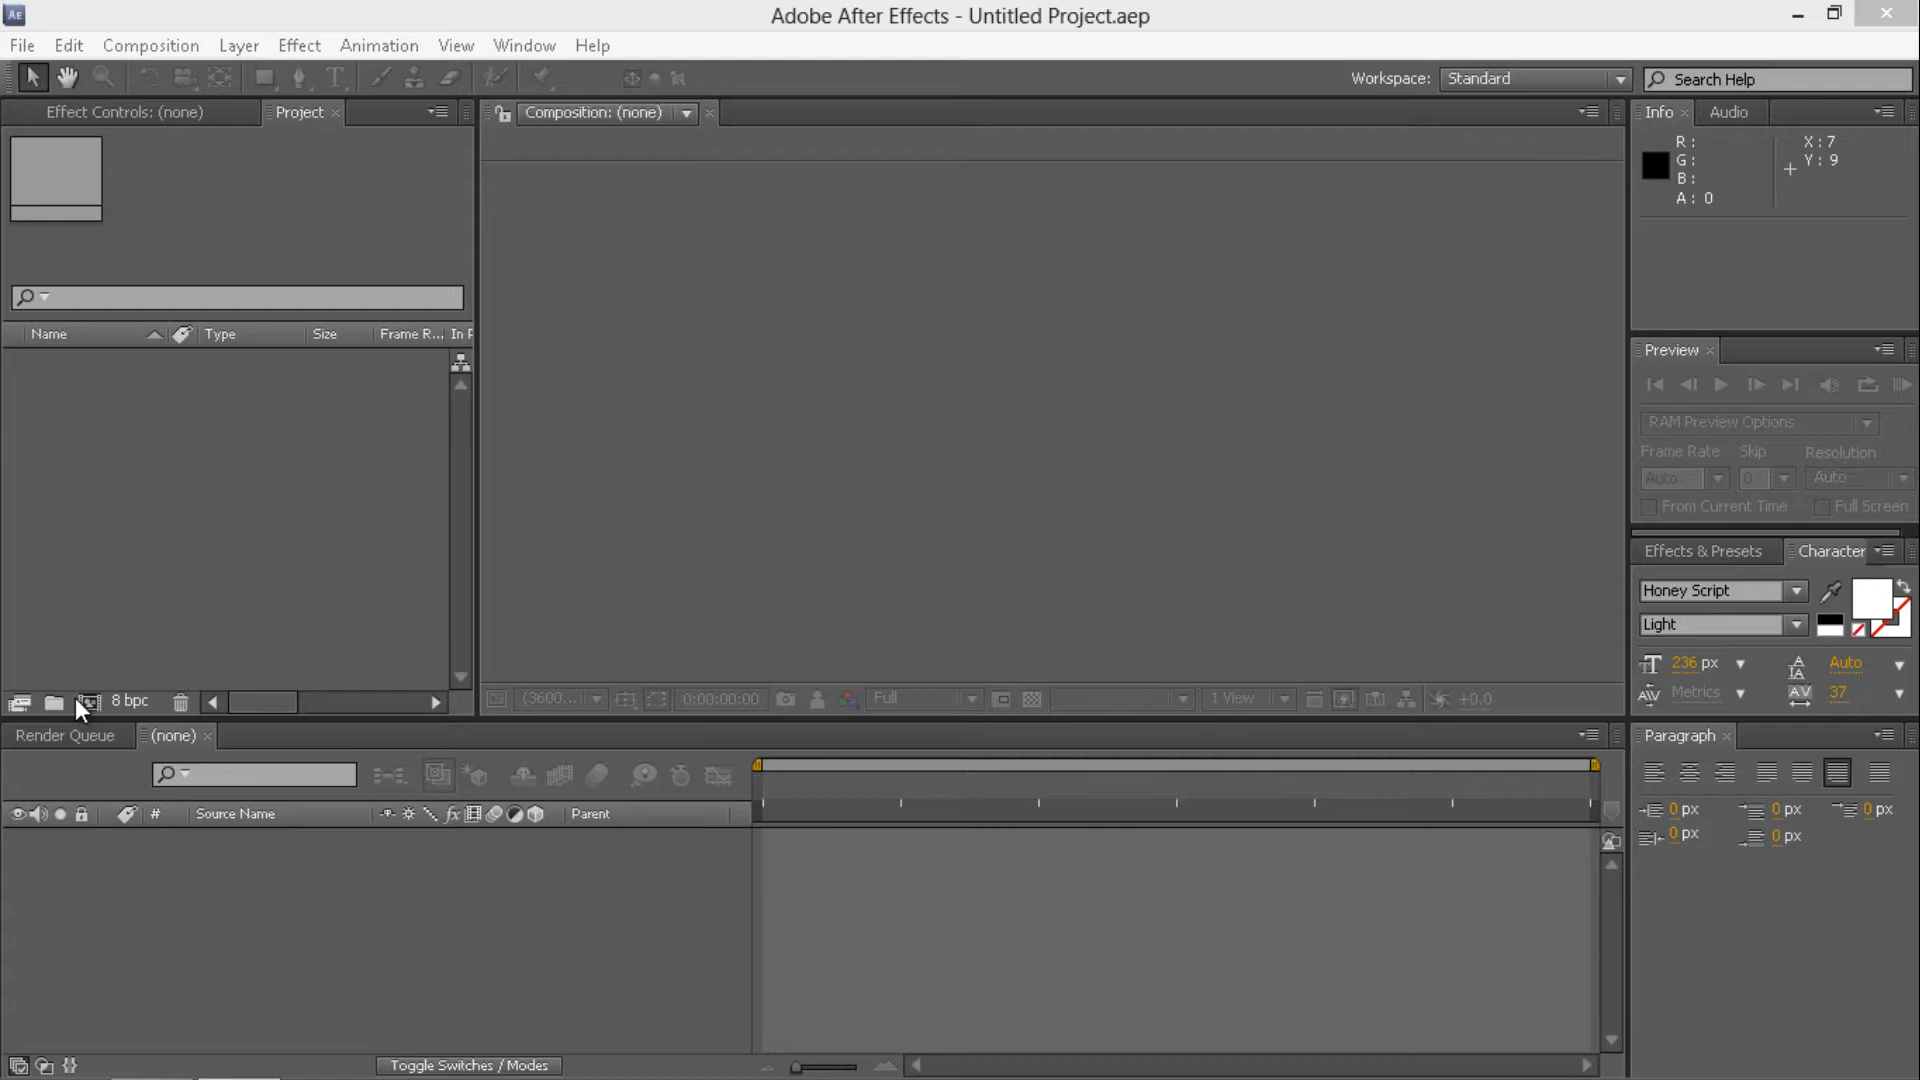 Ae
Adobe After Effects - Untitled Project.aep
File Edit Composition Layer Effect Animation View Window Help
Workspace: Standard
Search Help
Effect Controls: (none)
Project
Composition: (none)
Info
Audio
R :
G :
B :
A : 0
X : 7
Y : 9
Name
Type
Size
Frame R...
In P
Preview
RAM Preview Options
Frame Rate Skip Resolution
Auto 0 Auto
From Current Time Full Screen
Effects & Presets
Character
Honey Script
Light
236 px
Auto
Metrics
37
8 bpc
(3600...
0:00:00:00
Full
1 View
+0.0
Render Queue
(none)
# Source Name
fx
Parent
Paragraph
0 px 0 px 0 px
0 px 0 px
Toggle Switches / Modes